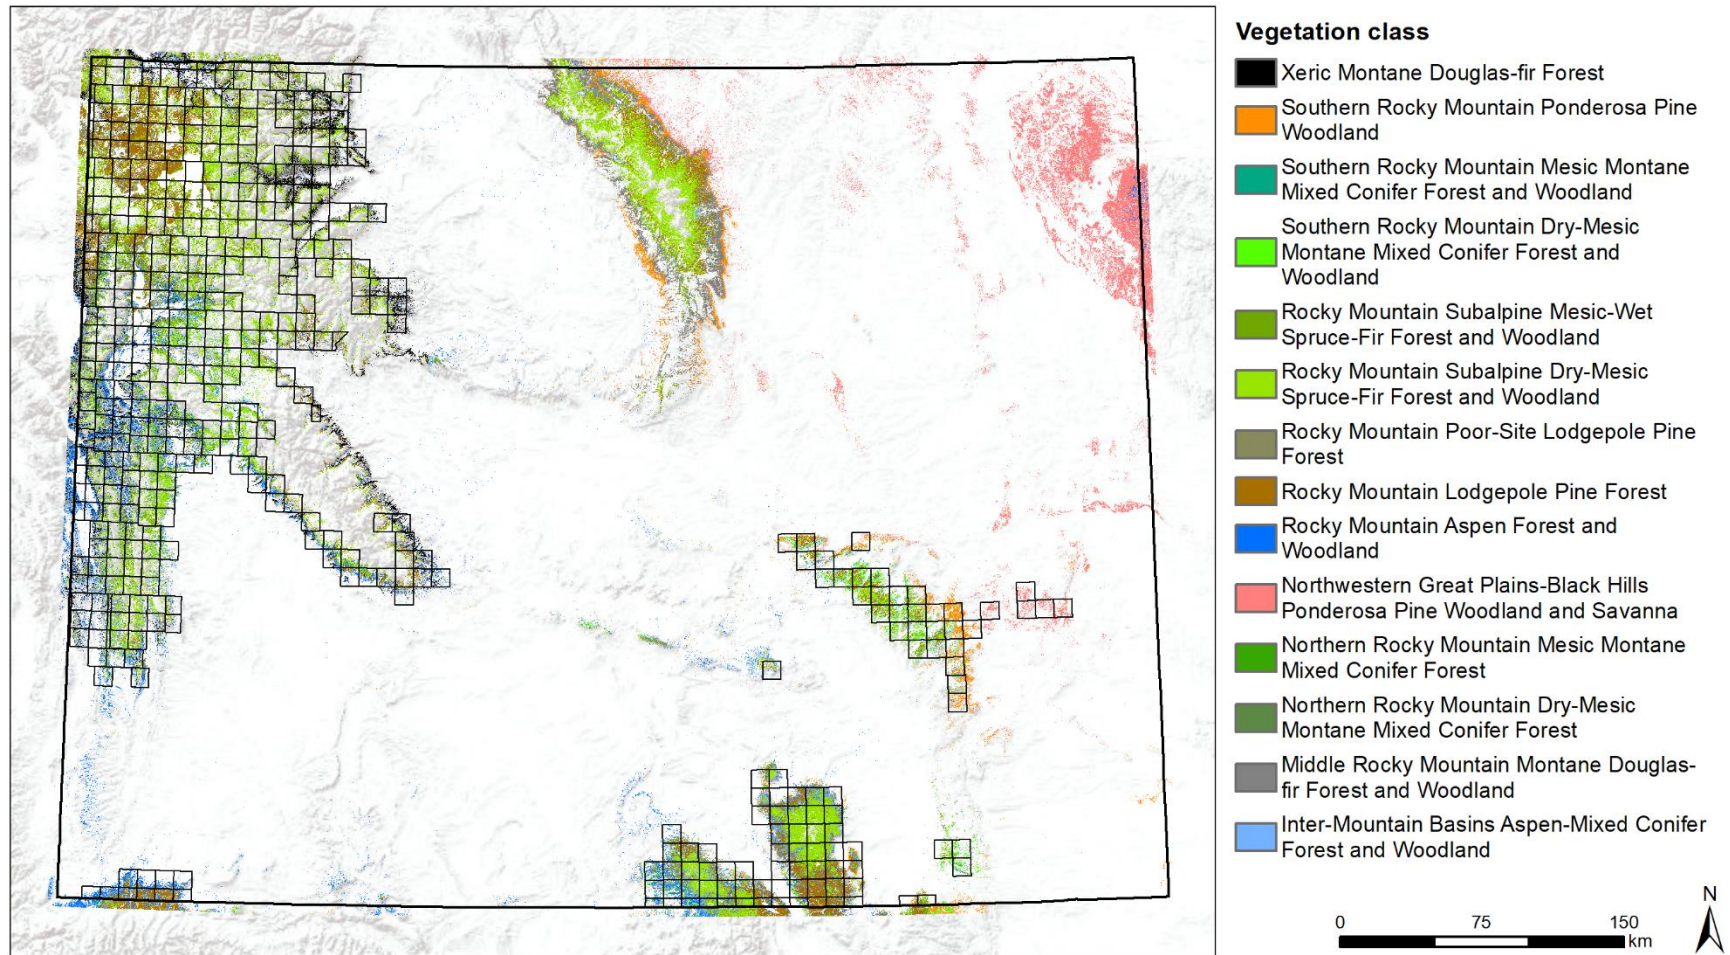 Vegetation class
Xeric Montane Douglas-fir Forest
Southern Rocky Mountain Ponderosa Pine
Woodland
Southern Rocky Mountain Mesic Montane
Mixed Conifer Forest and Woodland
Southern Rocky Mountain Dry-Mesic
Montane Mixed Conifer Forest and
Woodland
Rocky Mountain Subalpine Mesic-Wet
Spruce-Fir Forest and Woodland
Rocky Mountain Subalpine Dry-Mesic
Spruce-Fir Forest and Woodland
Rocky Mountain Poor-Site Lodgepole Pine
Forest
Rocky Mountain Lodgepole Pine Forest
Rocky Mountain Aspen Forest and
Woodland
Northwestern Great Plains-Black Hills
Ponderosa Pine Woodland and Savanna
Northern Rocky Mountain Mesic Montane
Mixed Conifer Forest
Northern Rocky Mountain Dry-Mesic
Montane Mixed Conifer Forest
Middle Rocky Mountain Montane Douglas-
fir Forest and Woodland
Inter-Mountain Basins Aspen-Mixed Conifer
Forest and Woodland
N
0 75 150
km